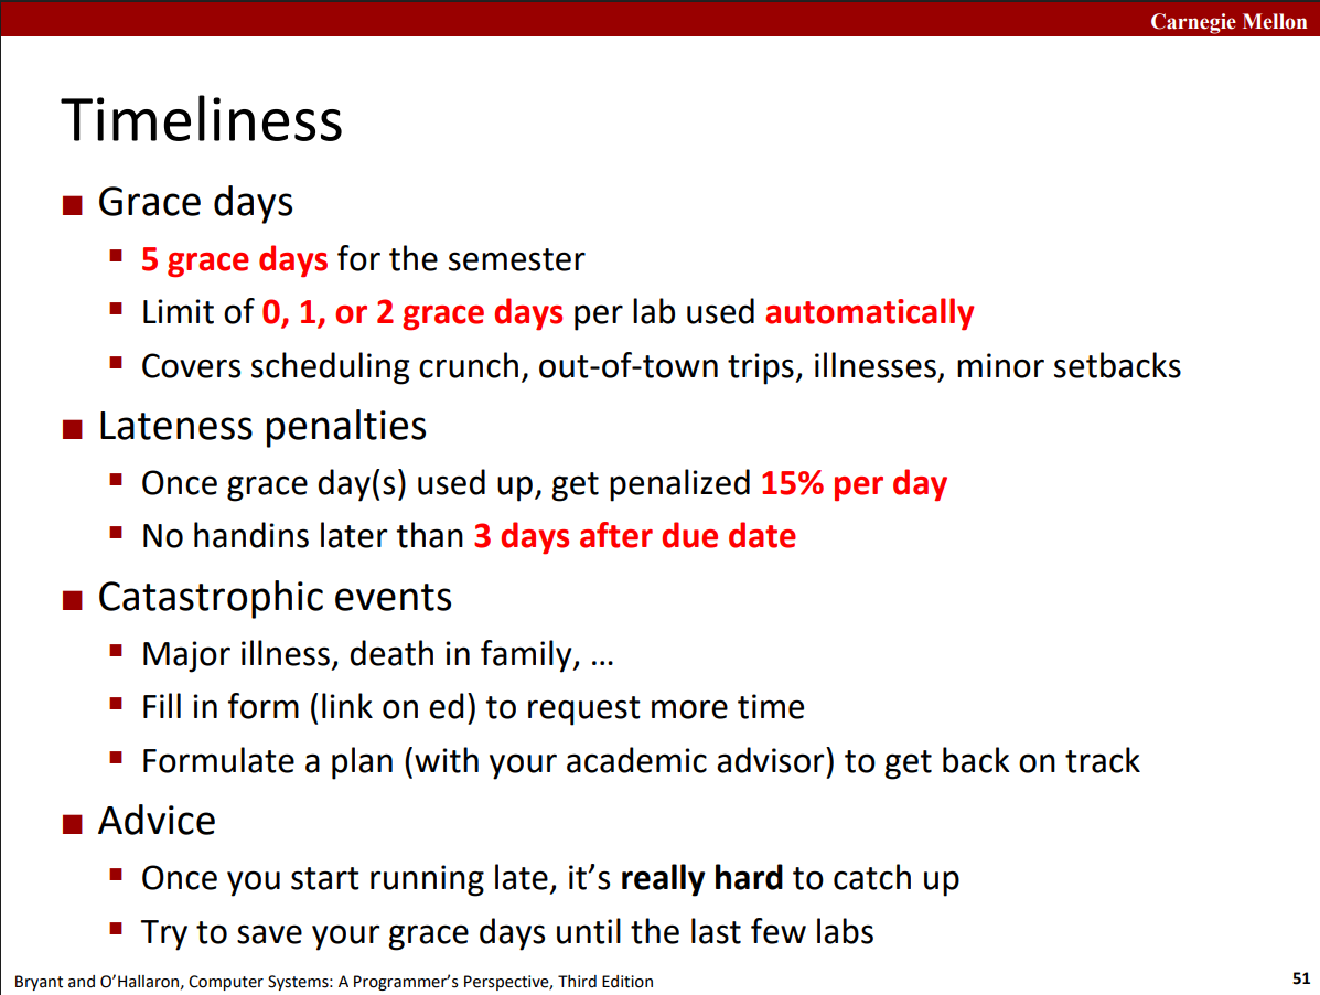 Carnegie Mellon
Timeliness
Grace days
5 grace days for the semester
Limit of 0, 1, or 2 grace days per lab used automatically
Covers scheduling crunch, out-of-town trips, illnesses, minor setbacks
Lateness penalties
Once grace day(s) used up, get penalized 15% per day
No handins later than 3 days after due date
Catastrophic events
Major illness, death in family, …
Fill in form (link on ed) to request more time
Formulate a plan (with your academic advisor) to get back on track
Advice
Once you start running late, it’s really hard to catch up
Try to save your grace days until the last few labs
Bryant and O’Hallaron, Computer Systems: A Programmer’s Perspective, Third Edition
51